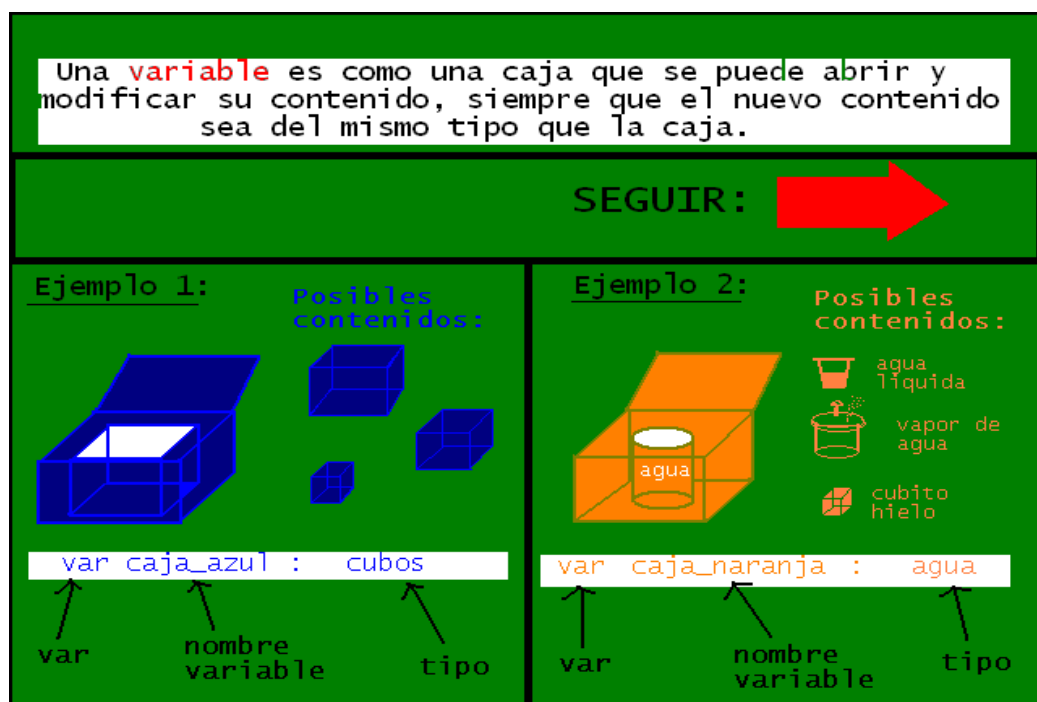 Una variable es como una caja que se puede abrir y
modificar su contenido, siempre que el nuevo contenido
sea del mismo tipo que la caja.
SEGUIR:
Ejemplo 1:
Posibles
contenidos:
var caja_azul : cubos
var
nombre
variable
tipo
Ejemplo 2:
Posibles
contenidos:
agua
líquida
vapor de
agua
cubito
hielo
agua
var caja_naranja : agua
var
nombre
variable
tipo